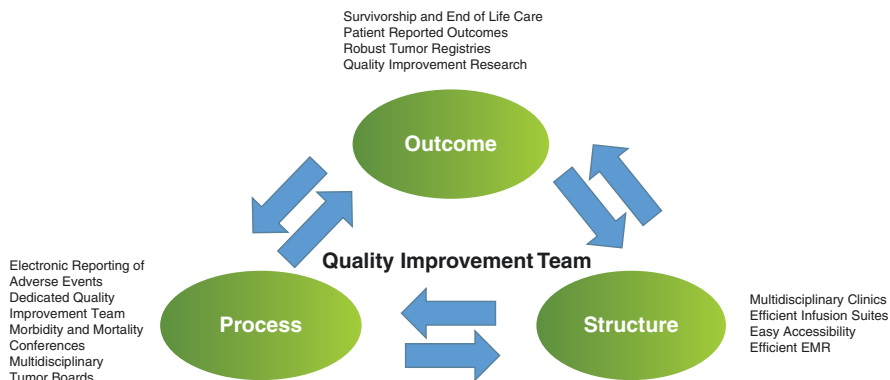 Survivorship and End of Life Care
Patient Reported Outcomes
Robust Tumor Registries
Quality Improvement Research
Outcome
Quality Improvement Team
Electronic Reporting of
Adverse Events
Dedicated Quality
Improvement Team
Morbidity and Mortality
Conferences
Multidisciplinary
Tumor Boards
Process
Structure
Multidisciplinary Clinics
Efficient Infusion Suites
Easy Accessibility
Efficient EMR